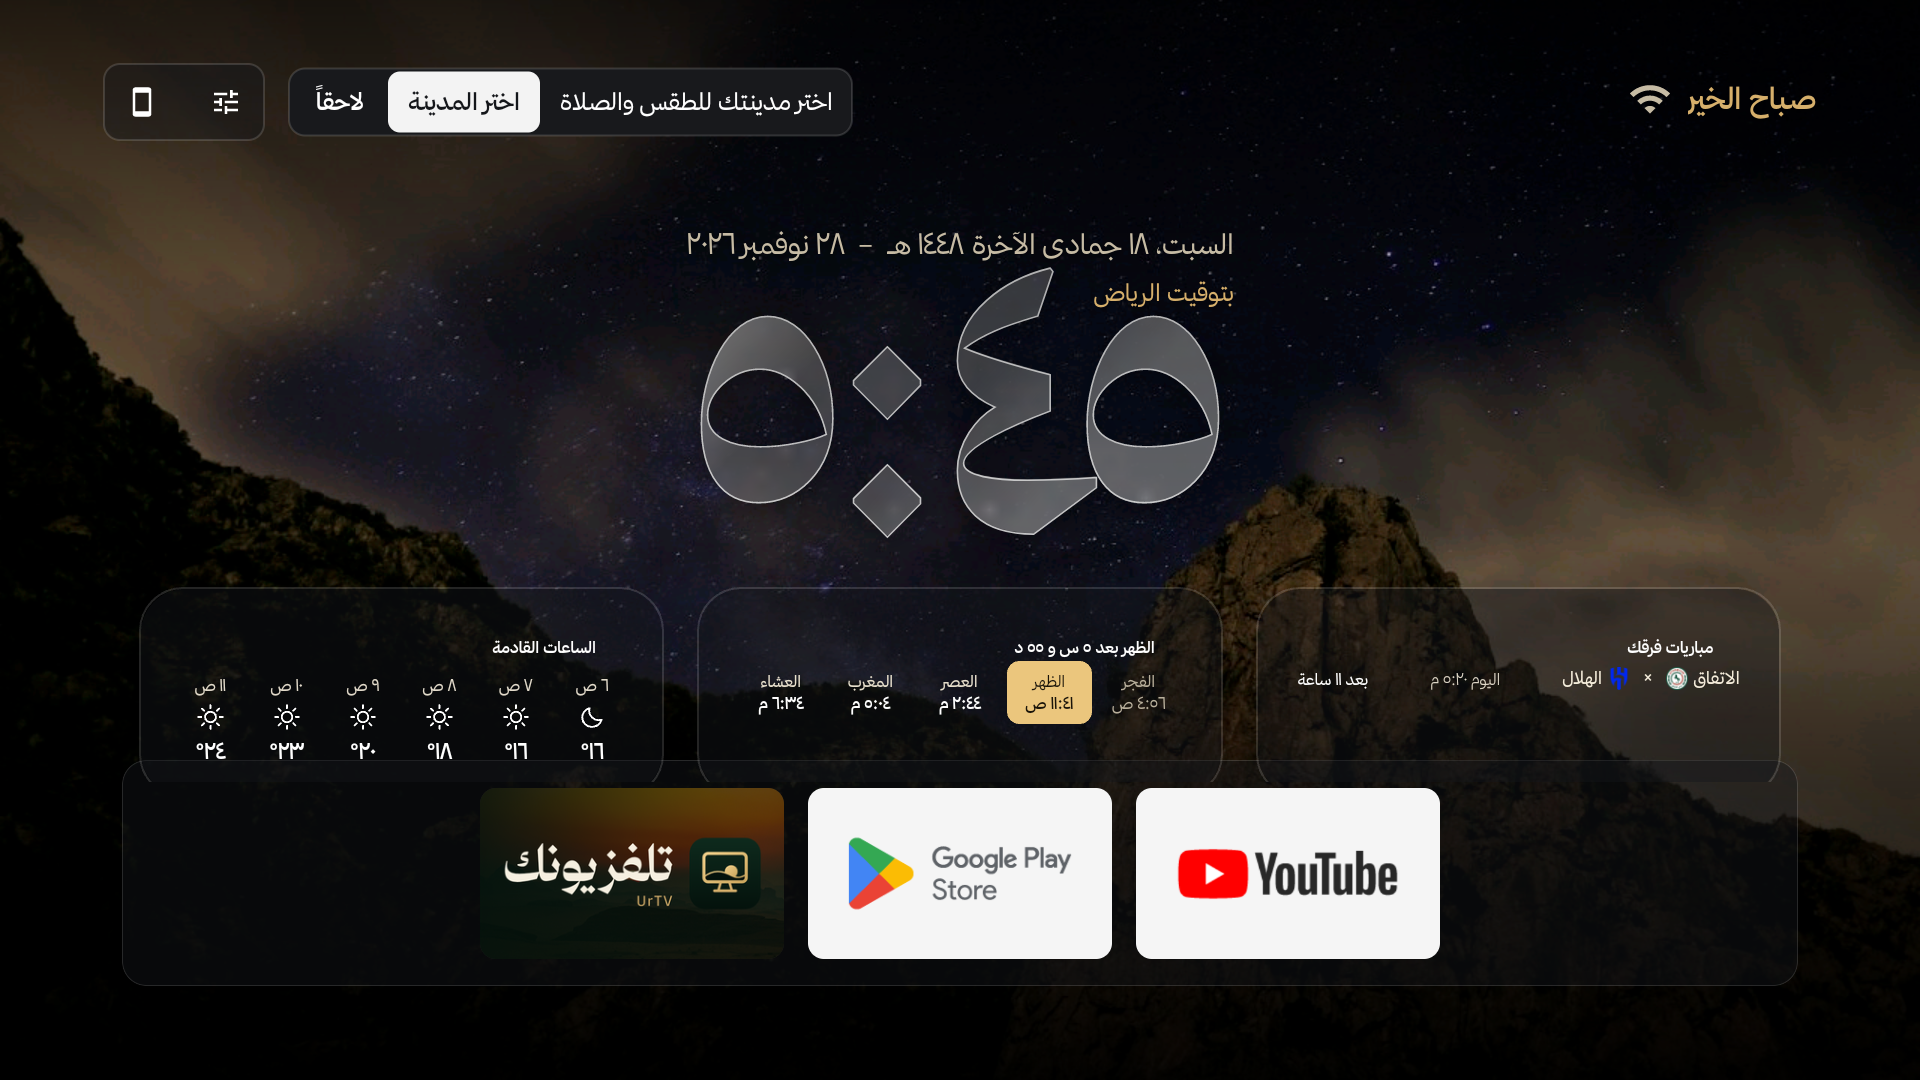 صباح الخير
اختر مدينتك للطقس والصلاة
اختر المدينة
لاحقاً
السبت، ١٨ جمادى الآخرة ١٤٤٨ هـ – ٢٨ نوفمبر ٢٠٢٦
بتوقيت الرياض
٥:٤٥
مباريات فرقك
الاتفاق × الهلال اليوم ٥:٢٠ م بعد ١١ ساعة
الظهر بعد ٥ س و ٥٥ د
الفجر الظهر العصر المغرب العشاء
٤:٥٦ ص ١١:٤١ ص ٢:٤٤ م ٥:٠٤ م ٦:٣٤ م
الساعات القادمة
٦ ص ٧ ص ٨ ص ٩ ص ١٠ ص ١١ ص
١٦° ١٦° ١٨° ٢٠° ٢٣° ٢٤°
YouTube
Google Play
Store
تلفزيونك
UrTV